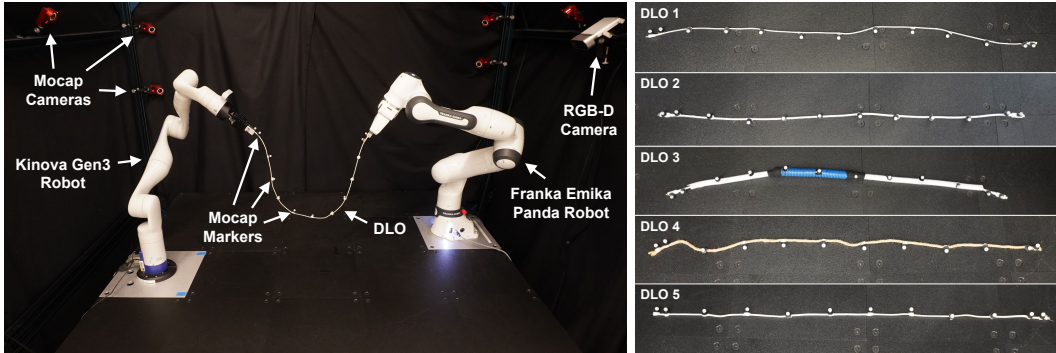 Mocap
Cameras
RGB-D
Camera
Kinova Gen3
Robot
Franka Emika
Panda Robot
Mocap
Markers
DLO
DLO 1
DLO 2
DLO 3
DLO 4
DLO 5